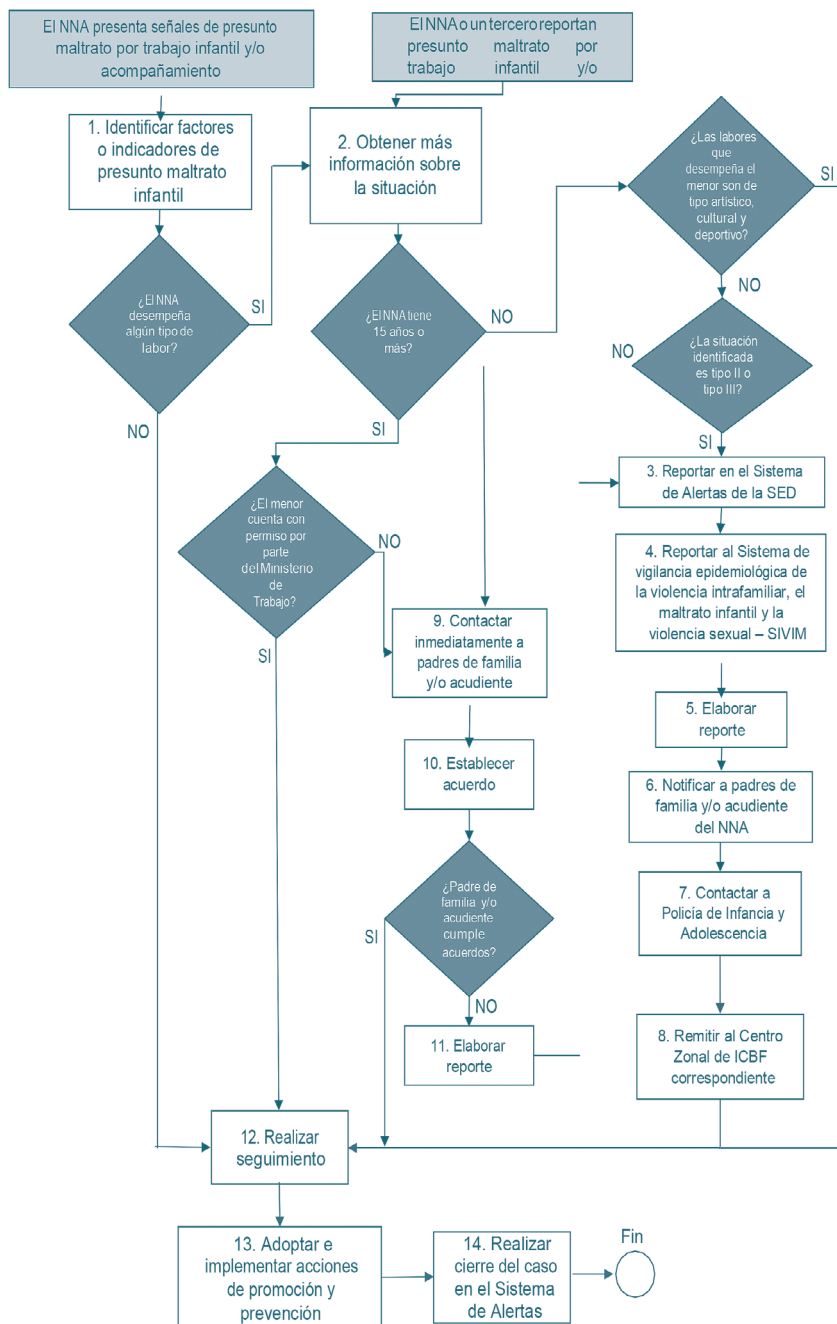 El NNA presenta señales de presunto
maltrato por trabajo infantil y/o
acompañamiento
El NNA o un tercero reportan
presunto maltrato por
trabajo infantil y/o
1. Identificar factores
o indicadores de
presunto maltrato
infantil
2. Obtener más
información sobre
la situación
¿Las labores
que
desempeña el
menor son de
tipo artístico,
cultural y
deportivo?
SI
NO
¿El NNA
desempeña
algún tipo de
labor?
SI
NO
¿El NNA tiene
15 años o
más?
NO
SI
¿La situación
identificada
es tipo II o
tipo III?
NO
SI
3. Reportar en el Sistema
de Alertas de la SED
¿El menor
cuenta con
permiso por
parte
del Ministerio
de
Trabajo?
NO
SI
4. Reportar al Sistema de
vigilancia epidemiológica de
la violencia intrafamiliar, el
maltrato infantil y la
violencia sexual – SIVIM
9. Contactar
inmediatamente a
padres de familia
y/o acudiente
5. Elaborar
reporte
10. Establecer
acuerdo
6. Notificar a padres de
familia y/o acudiente
del NNA
¿Padre de
familia y/o
acudiente
cumple
acuerdos?
SI
NO
7. Contactar a
Policía de Infancia y
Adolescencia
11. Elaborar
reporte
8. Remitir al Centro
Zonal de ICBF
correspondiente
12. Realizar
seguimiento
13. Adoptar e
implementar acciones
de promoción y
prevención
14. Realizar
cierre del caso
en el Sistema
de Alertas
Fin